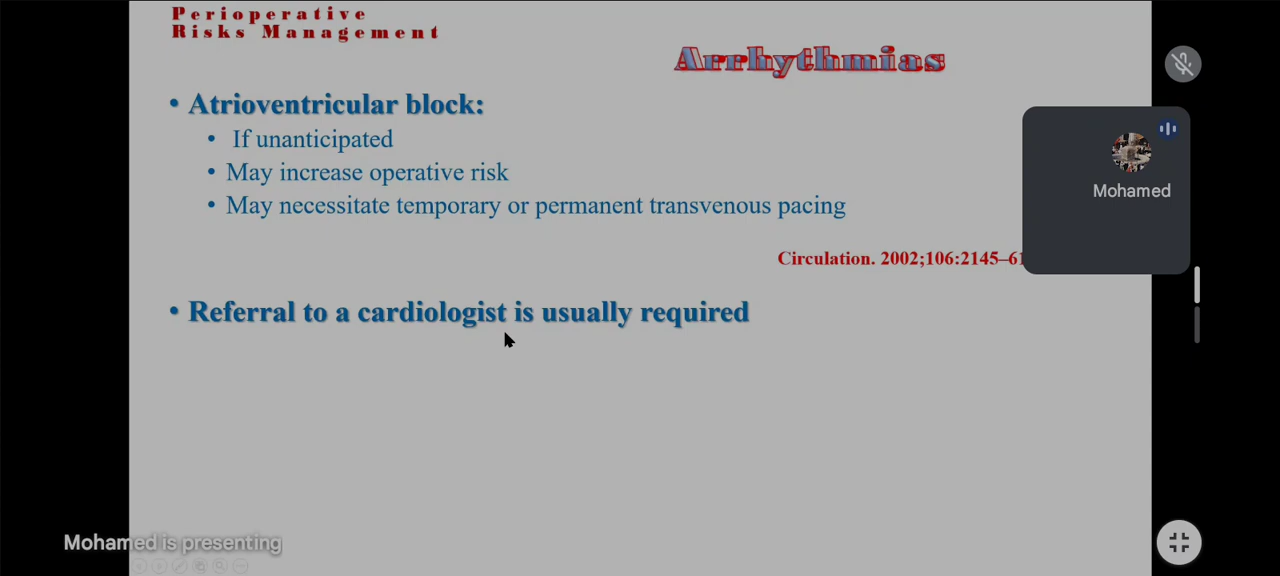 Perioperative
Risks Management
Arrhythmias
• Atrioventricular block:
• If unanticipated
• May increase operative risk
• May necessitate temporary or permanent transvenous pacing
Mohamed
Circulation. 2002;106:2145–61
• Referral to a cardiologist is usually required
Mohamed is presenting